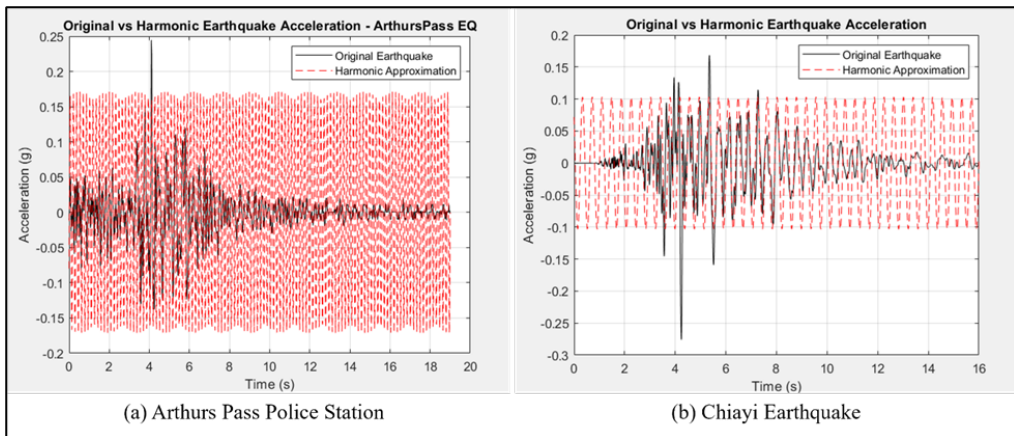 Original vs Harmonic Earthquake Acceleration - ArthursPass EQ
Original Earthquake
Harmonic Approximation
Acceleration (g)
0.25
0.2
0.15
0.1
0.05
0
-0.05
-0.1
-0.15
-0.2
0 2 4 6 8 10 12 14 16 18 20
Time (s)
(a) Arthurs Pass Police Station
Original vs Harmonic Earthquake Acceleration
Original Earthquake
Harmonic Approximation
Acceleration (g)
0.2
0.15
0.1
0.05
0
-0.05
-0.1
-0.15
-0.2
-0.25
-0.3
0 2 4 6 8 10 12 14 16
Time (s)
(b) Chiayi Earthquake